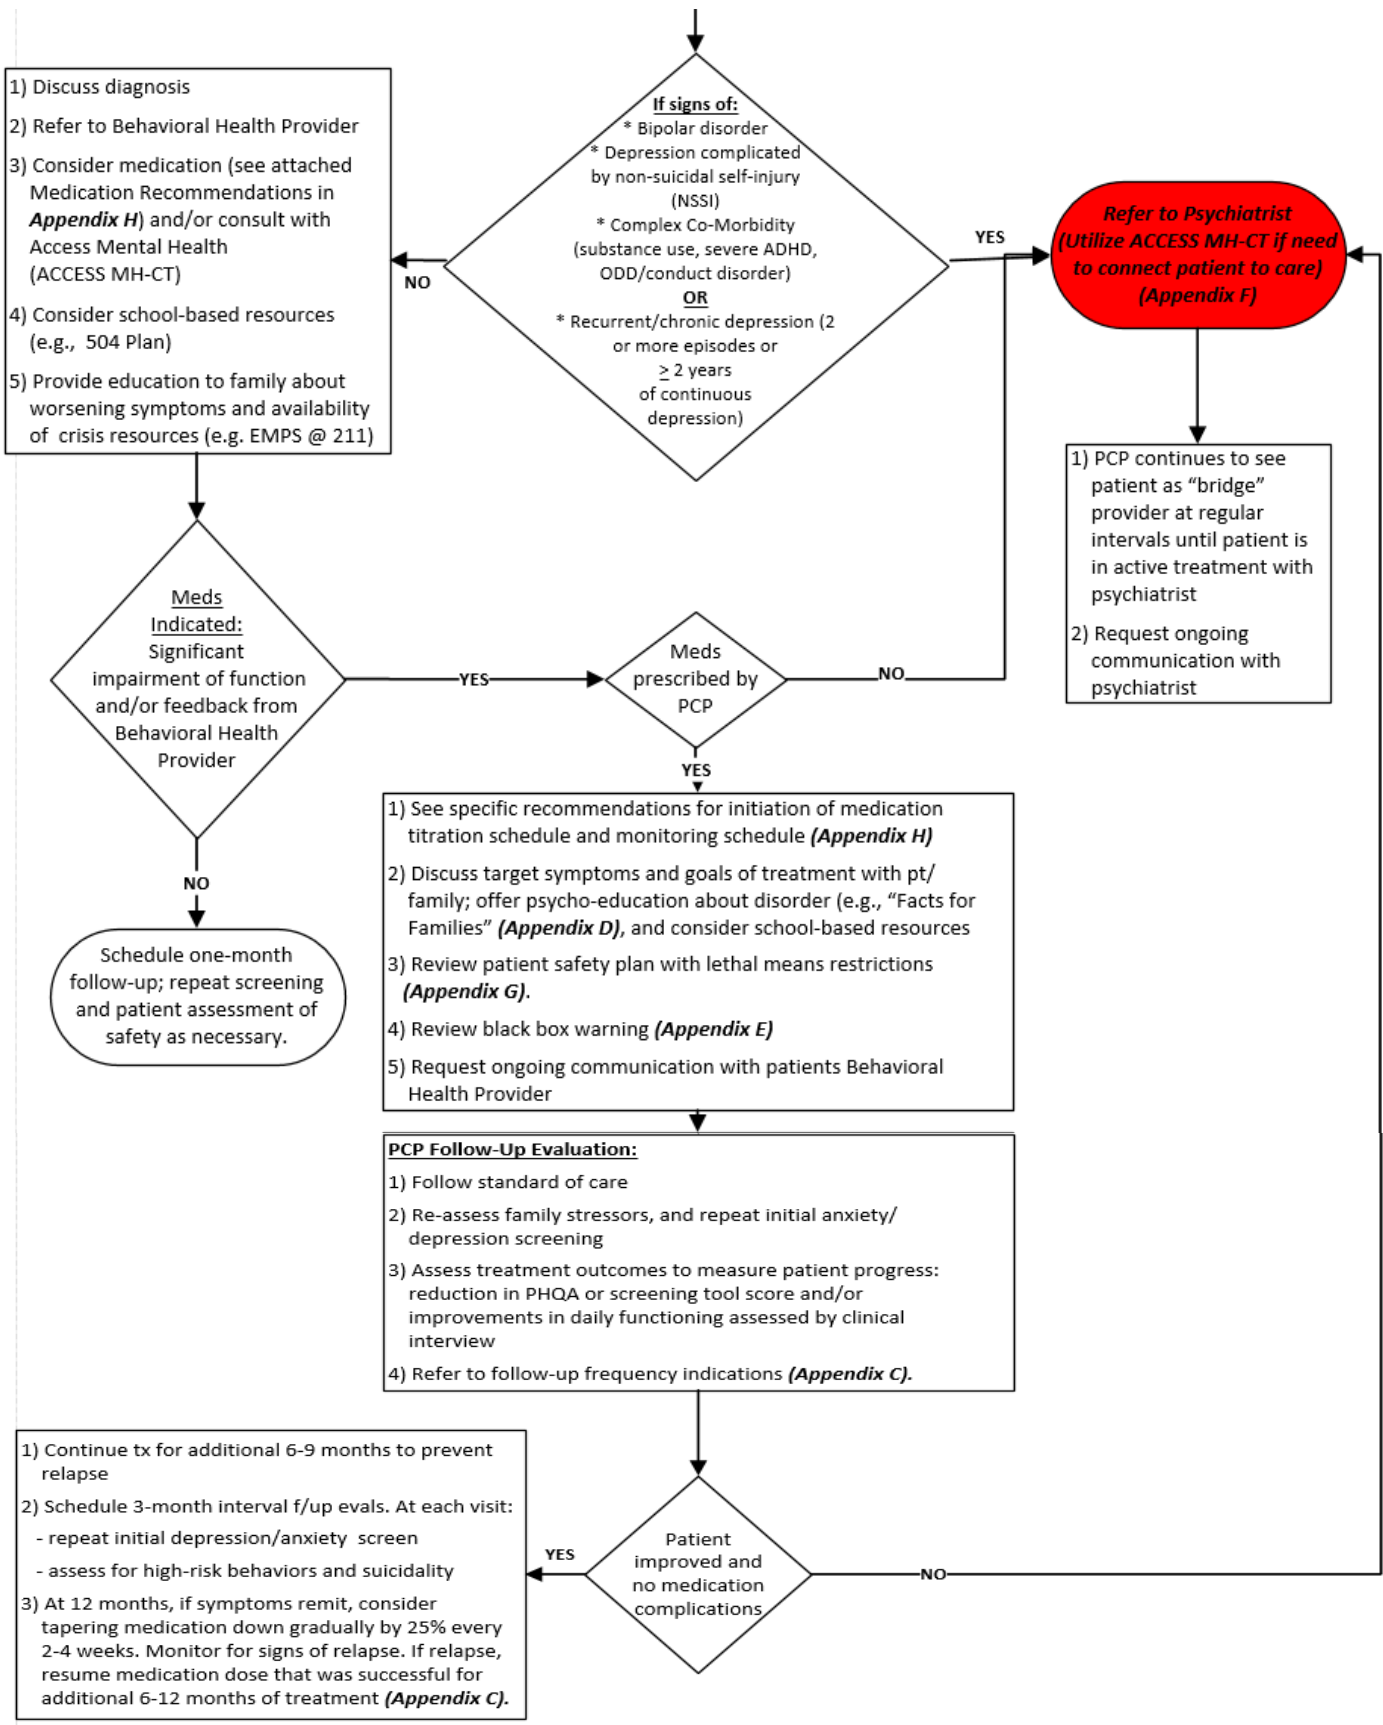 If signs of:
* Bipolar disorder
* Depression complicated
by non-suicidal self-injury
(NSSI)
* Complex Co-Morbidity
(substance use, severe ADHD,
ODD/conduct disorder)
OR
* Recurrent/chronic depression (2
or more episodes or
≥ 2 years
of continuous
depression)
NO
YES
1) Discuss diagnosis
2) Refer to Behavioral Health Provider
3) Consider medication (see attached
Medication Recommendations in
Appendix H) and/or consult with
Access Mental Health
(ACCESS MH-CT)
4) Consider school-based resources
(e.g., 504 Plan)
5) Provide education to family about
worsening symptoms and availability
of crisis resources (e.g. EMPS @ 211)
Refer to Psychiatrist
(Utilize ACCESS MH-CT if need
to connect patient to care)
(Appendix F)
1) PCP continues to see
patient as “bridge”
provider at regular
intervals until patient is
in active treatment with
psychiatrist
2) Request ongoing
communication with
psychiatrist
Meds
Indicated:
Significant
impairment of function
and/or feedback from
Behavioral Health
Provider
YES
Meds
prescribed by
PCP
NO
YES
NO
Schedule one-month
follow-up; repeat screening
and patient assessment of
safety as necessary.
1) See specific recommendations for initiation of medication
titration schedule and monitoring schedule (Appendix H)
2) Discuss target symptoms and goals of treatment with pt/
family; offer psycho-education about disorder (e.g., “Facts for
Families” (Appendix D), and consider school-based resources
3) Review patient safety plan with lethal means restrictions
(Appendix G).
4) Review black box warning (Appendix E)
5) Request ongoing communication with patients Behavioral
Health Provider
PCP Follow-Up Evaluation:
1) Follow standard of care
2) Re-assess family stressors, and repeat initial anxiety/
depression screening
3) Assess treatment outcomes to measure patient progress:
reduction in PHQA or screening tool score and/or
improvements in daily functioning assessed by clinical
interview
4) Refer to follow-up frequency indications (Appendix C).
Patient
improved and
no medication
complications
YES
NO
1) Continue tx for additional 6-9 months to prevent
relapse
2) Schedule 3-month interval f/up evals. At each visit:
- repeat initial depression/anxiety screen
- assess for high-risk behaviors and suicidality
3) At 12 months, if symptoms remit, consider
tapering medication down gradually by 25% every
2-4 weeks. Monitor for signs of relapse. If relapse,
resume medication dose that was successful for
additional 6-12 months of treatment (Appendix C).